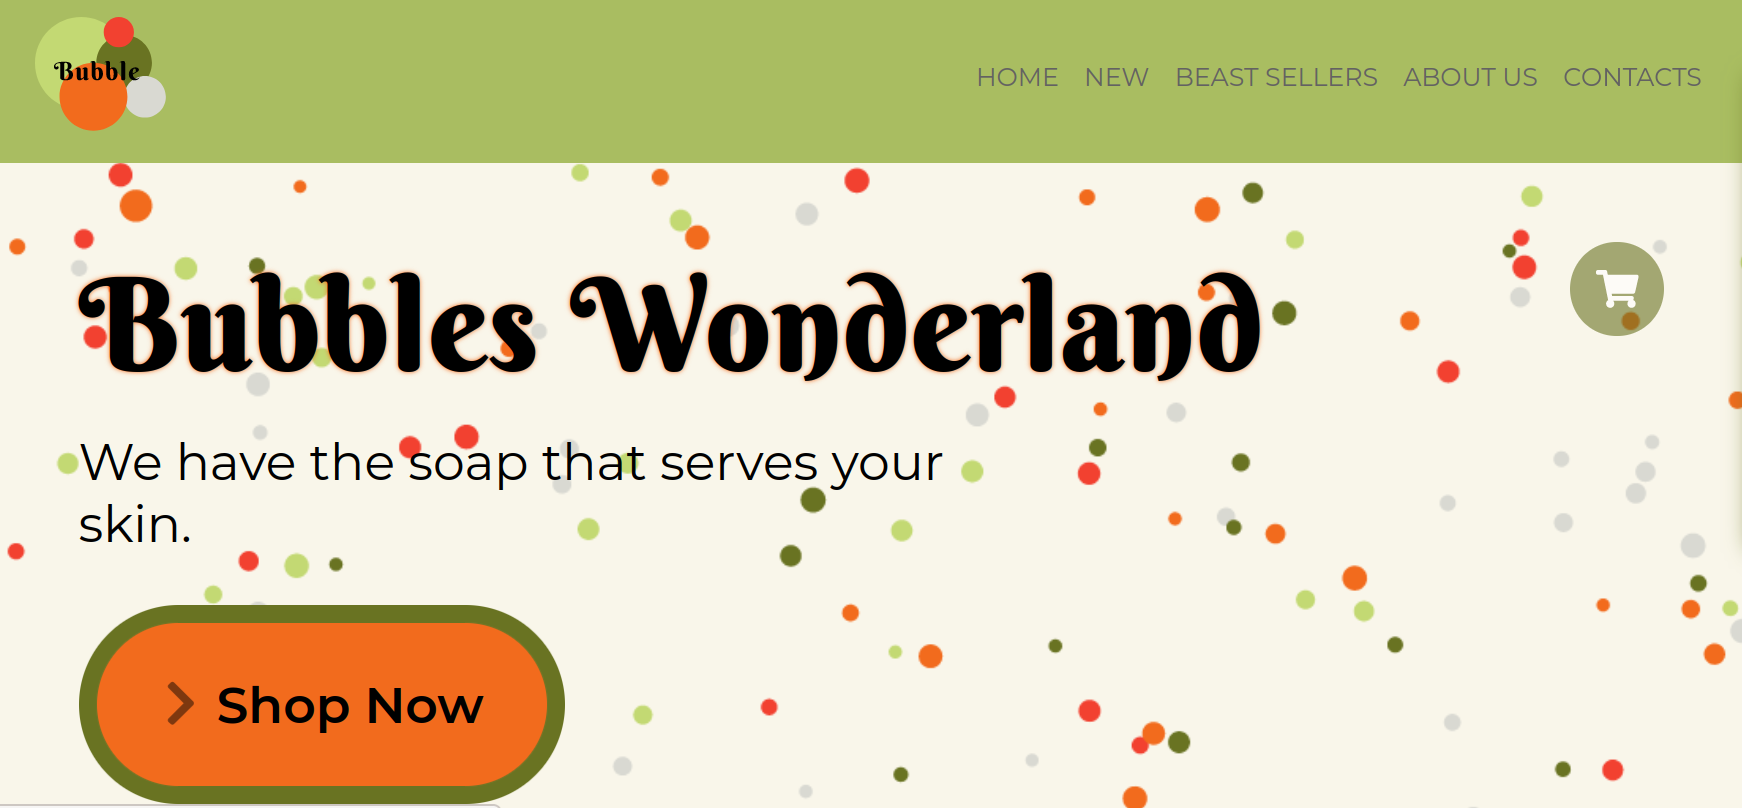 Bubble
HOME NEW BEAST SELLERS ABOUT US CONTACTS
Bubbles Wonderland
We have the soap that serves your
skin.
Shop Now